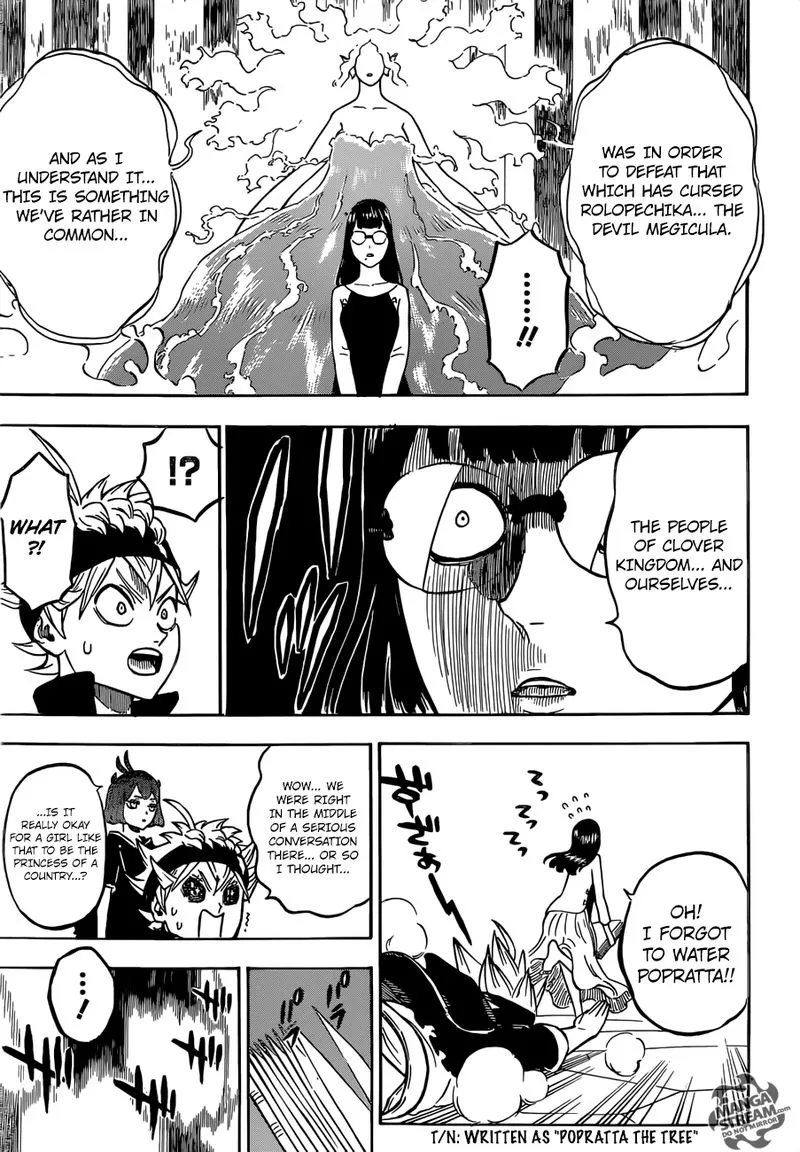 WAS IN ORDER
TO DEFEAT THAT
WHICH HAS CURSED
ROLOPECHIKA... THE
DEVIL MEGICULA.
AND AS I
UNDERSTAND IT...
THIS IS SOMETHING
WE'VE RATHER IN
COMMON...
......!!
THE PEOPLE
OF CLOVER
KINGDOM... AND
OURSELVES...
!?
WHAT
?!
OH!
I FORGOT
TO WATER
POPRATTA!!
WOW... WE
WERE RIGHT
IN THE MIDDLE
OF A SERIOUS
CONVERSATION
THERE... OR SO
I THOUGHT...
...IS IT
REALLY OKAY
FOR A GIRL LIKE
THAT TO BE THE
PRINCESS OF A
COUNTRY...?
...!
T/N: WRITTEN AS "POPRATTA THE TREE"
MANGA
STREAM.COM
DO NOT MIRROR!